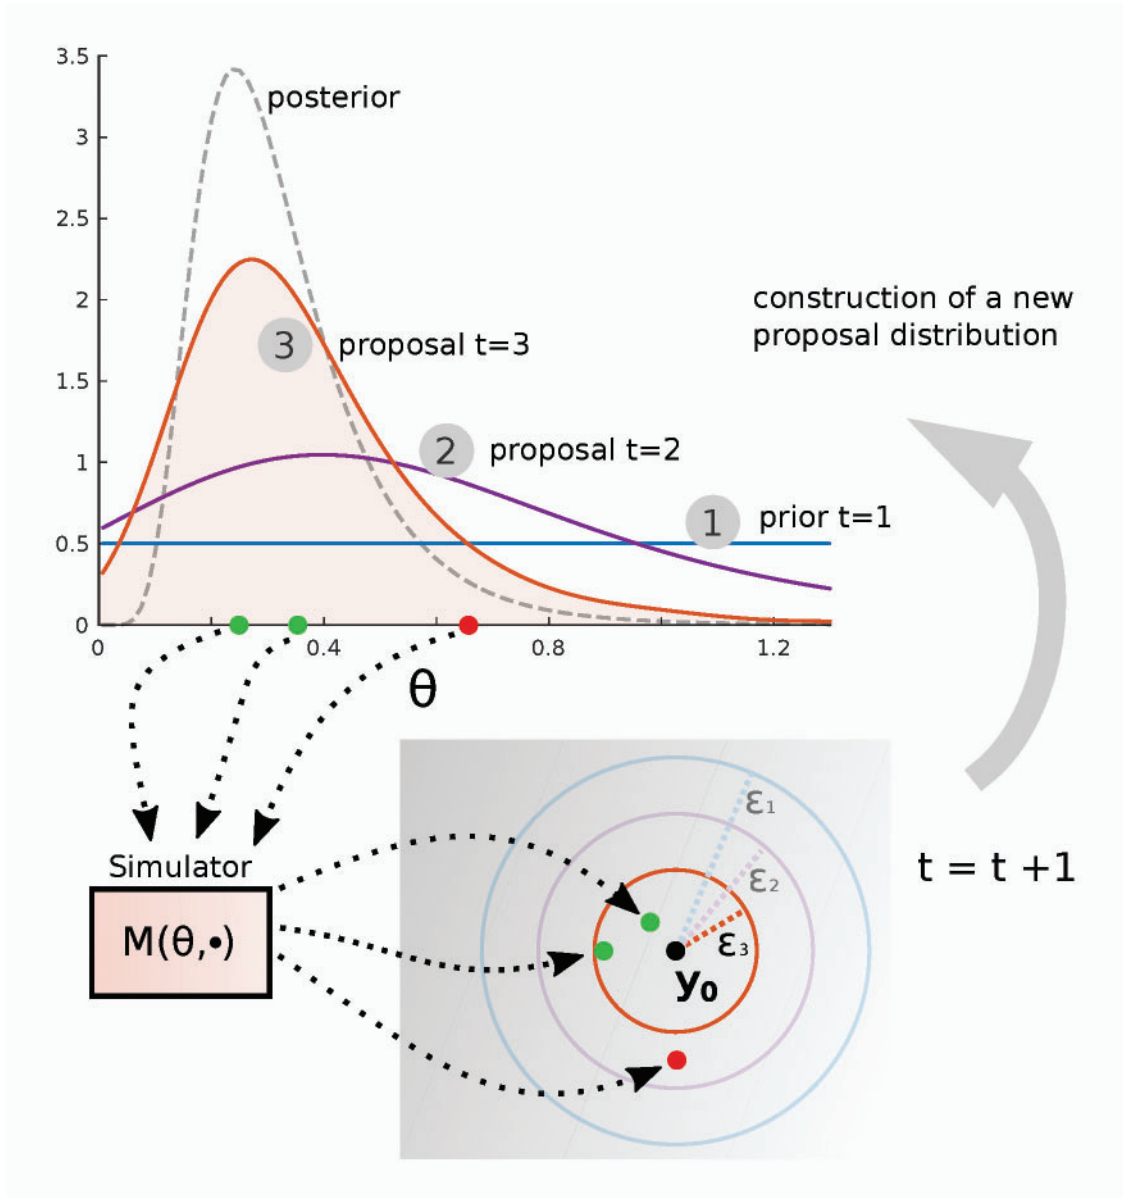 3.5
posterior
3
2.5
construction of a new
proposal distribution
2
3 proposal t=3
1.5
2 proposal t=2
1
1 prior t=1
0.5
0
0 0.4 0.8 1.2
θ
ε₁
ε₂
ε₃
y₀
t = t +1
Simulator
M(θ,•)